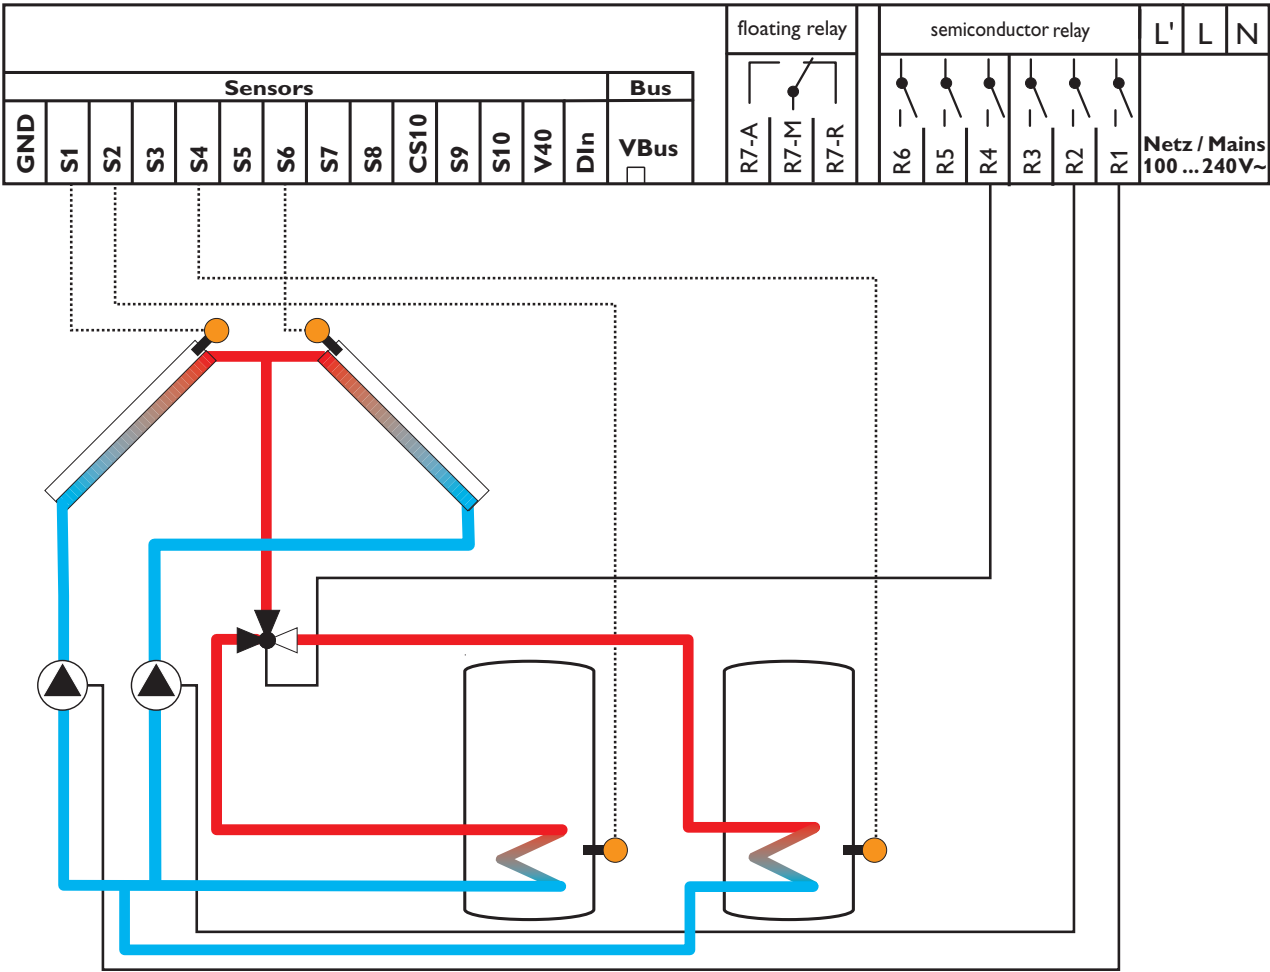 floating relay
semiconductor relay
L' L N
Sensors
Bus
GND S1 S2 S3 S4 S5 S6 S7 S8 CS10 S9 S10 V40 DIn
VBus
R7-A R7-M R7-R
R6 R5 R4 R3 R2 R1
Netz / Mains
100 ... 240 V~